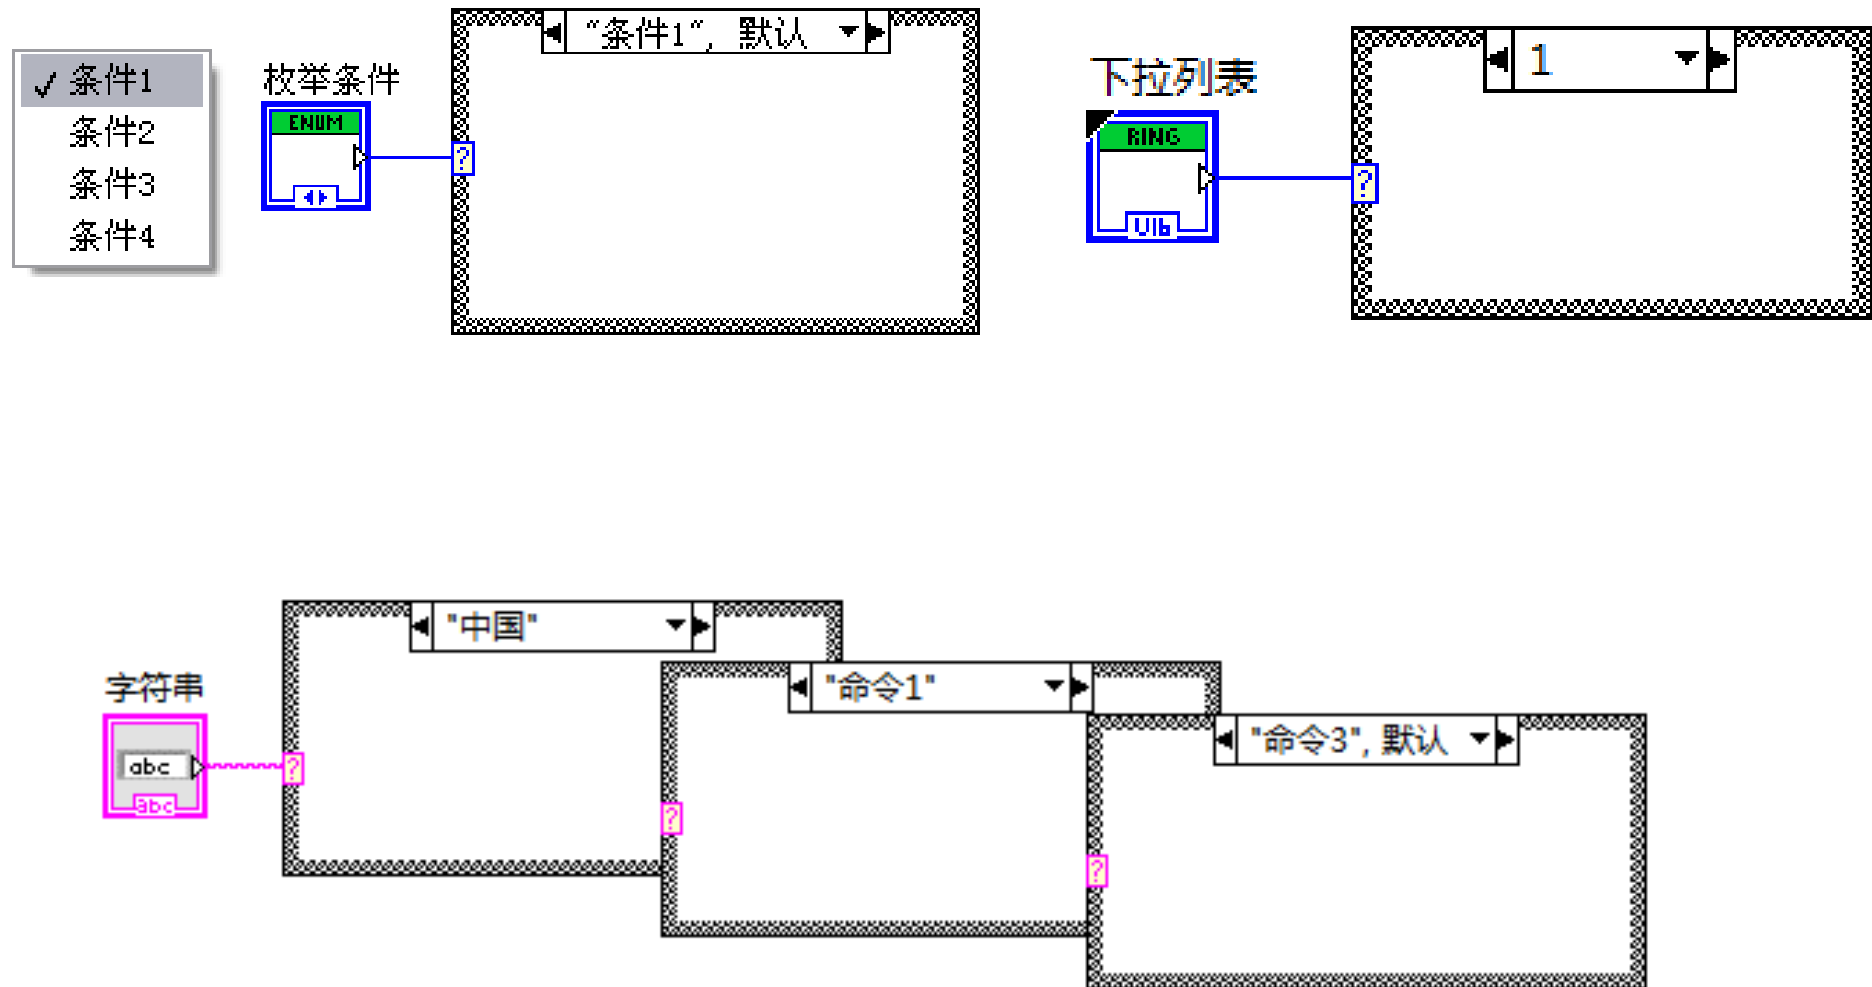 条件1
条件2
条件3
条件4
枚举条件
ENUM
?
"条件1", 默认
下拉列表
RING
U16
?
1
字符串
abc
abc
?
"中国"
?
"命令1"
?
"命令3", 默认